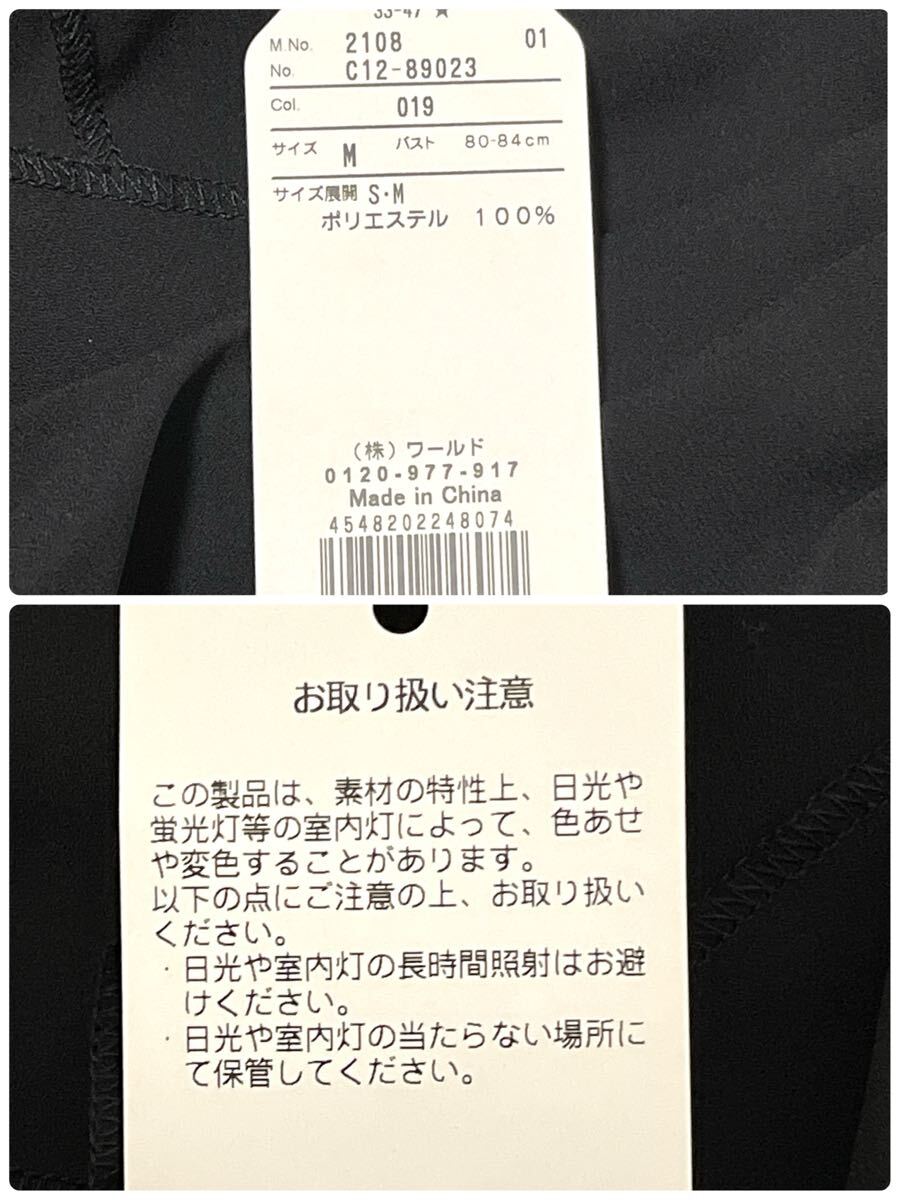 33-47 ★
M.No. 2108 01
No. C12-89023
Col. 019
サイズ M バスト 80-84cm
サイズ展開 S・M
ポリエステル 100%
（株）ワールド
0120-977-917
Made in China
4548202248074
お取り扱い注意
この製品は、素材の特性上、日光や
蛍光灯等の室内灯によって、色あせ
や変色することがあります。
以下の点にご注意の上、お取り扱い
ください。
・日光や室内灯の長時間照射はお避
けください。
・日光や室内灯の当たらない場所に
て保管してください。